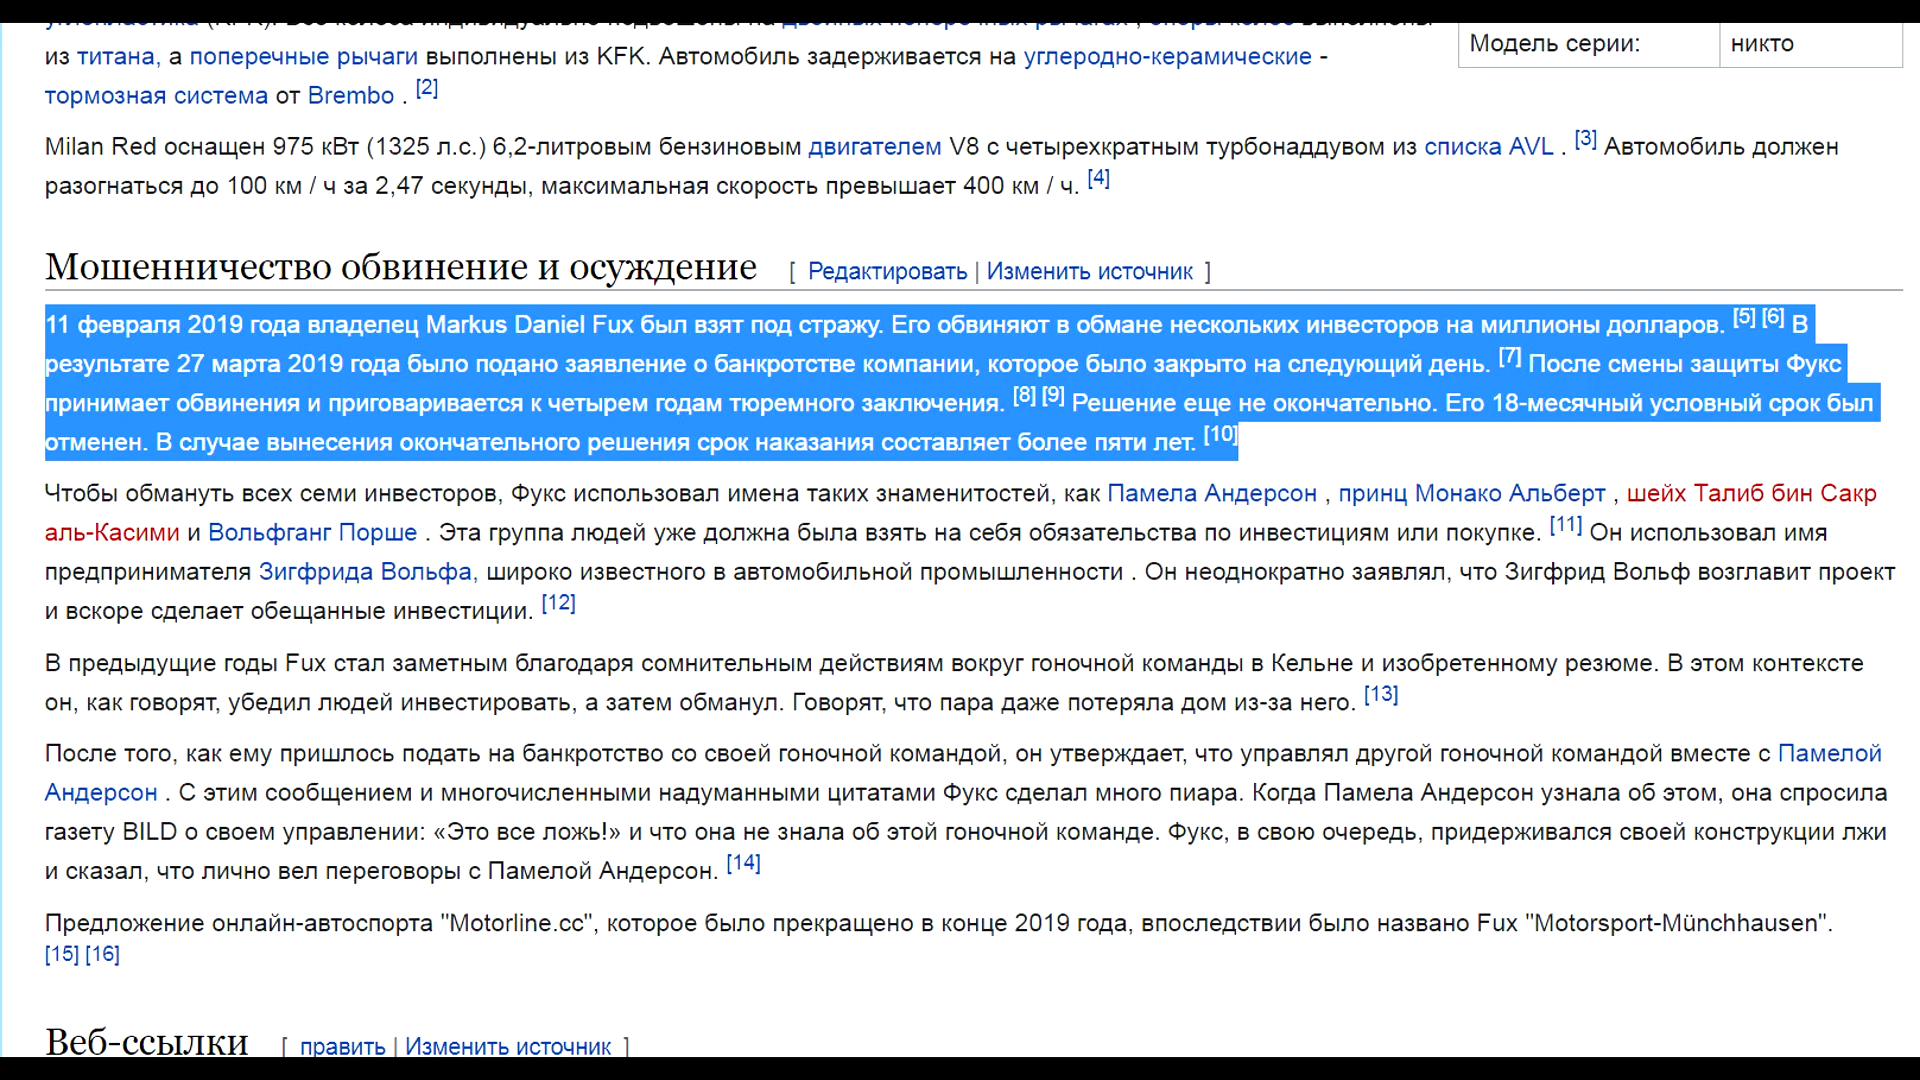 Модель серии: никто
из титана, а поперечные рычаги выполнены из KFK. Автомобиль задерживается на углеродно-керамические -
тормозная система от Brembo . [2]
Milan Red оснащен 975 кВт (1325 л.с.) 6,2-литровым бензиновым двигателем V8 с четырехкратным турбонаддувом из списка AVL . [3] Автомобиль должен
разогнаться до 100 км / ч за 2,47 секунды, максимальная скорость превышает 400 км / ч. [4]
Мошенничество обвинение и осуждение [ Редактировать | Изменить источник ]
11 февраля 2019 года владелец Markus Daniel Fux был взят под стражу. Его обвиняют в обмане нескольких инвесторов на миллионы долларов. [5] [6] В
результате 27 марта 2019 года было подано заявление о банкротстве компании, которое было закрыто на следующий день. [7] После смены защиты Фукс
принимает обвинения и приговаривается к четырем годам тюремного заключения. [8] [9] Решение еще не окончательно. Его 18-месячный условный срок был
отменен. В случае вынесения окончательного решения срок наказания составляет более пяти лет. [10]
Чтобы обмануть всех семи инвесторов, Фукс использовал имена таких знаменитостей, как Памела Андерсон , принц Монако Альберт , шейх Талиб бин Сакр
аль-Касими и Вольфганг Порше . Эта группа людей уже должна была взять на себя обязательства по инвестициям или покупке. [11] Он использовал имя
предпринимателя Зигфрида Вольфа, широко известного в автомобильной промышленности . Он неоднократно заявлял, что Зигфрид Вольф возглавит проект
и вскоре сделает обещанные инвестиции. [12]
В предыдущие годы Fux стал заметным благодаря сомнительным действиям вокруг гоночной команды в Кельне и изобретенному резюме. В этом контексте
он, как говорят, убедил людей инвестировать, а затем обманул. Говорят, что пара даже потеряла дом из-за него. [13]
После того, как ему пришлось подать на банкротство со своей гоночной командой, он утверждает, что управлял другой гоночной командой вместе с Памелой
Андерсон . С этим сообщением и многочисленными надуманными цитатами Фукс сделал много пиара. Когда Памела Андерсон узнала об этом, она спросила
газету BILD о своем управлении: «Это все ложь!» и что она не знала об этой гоночной команде. Фукс, в свою очередь, придерживался своей конструкции лжи
и сказал, что лично вел переговоры с Памелой Андерсон. [14]
Предложение онлайн-автоспорта "Motorline.cc", которое было прекращено в конце 2019 года, впоследствии было названо Fux "Motorsport-Münchhausen".
[15] [16]
Веб-ссылки [ править | Изменить источник ]